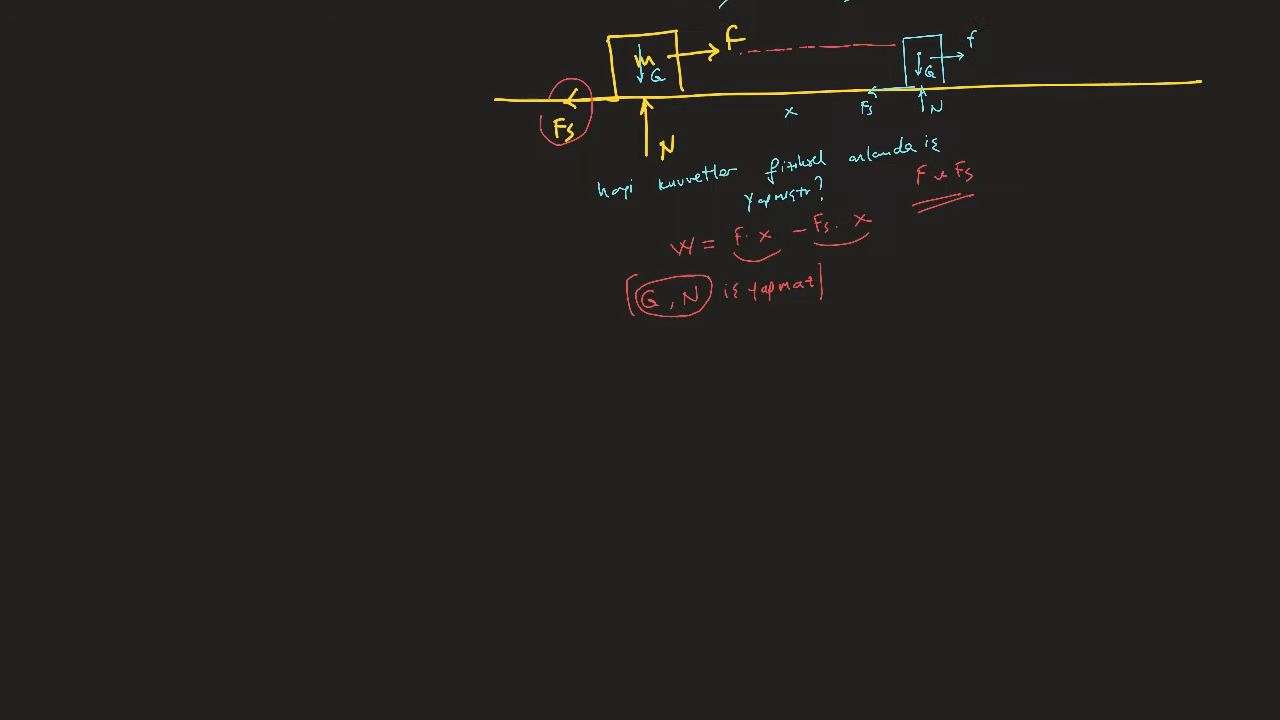 m F f
G G
Fs N x Fs N
hangi kuvvetler fiziksel anlamda iş
yapmıştır? F ve Fs
W = F. x - Fs. x
[G, N iş yapmaz]